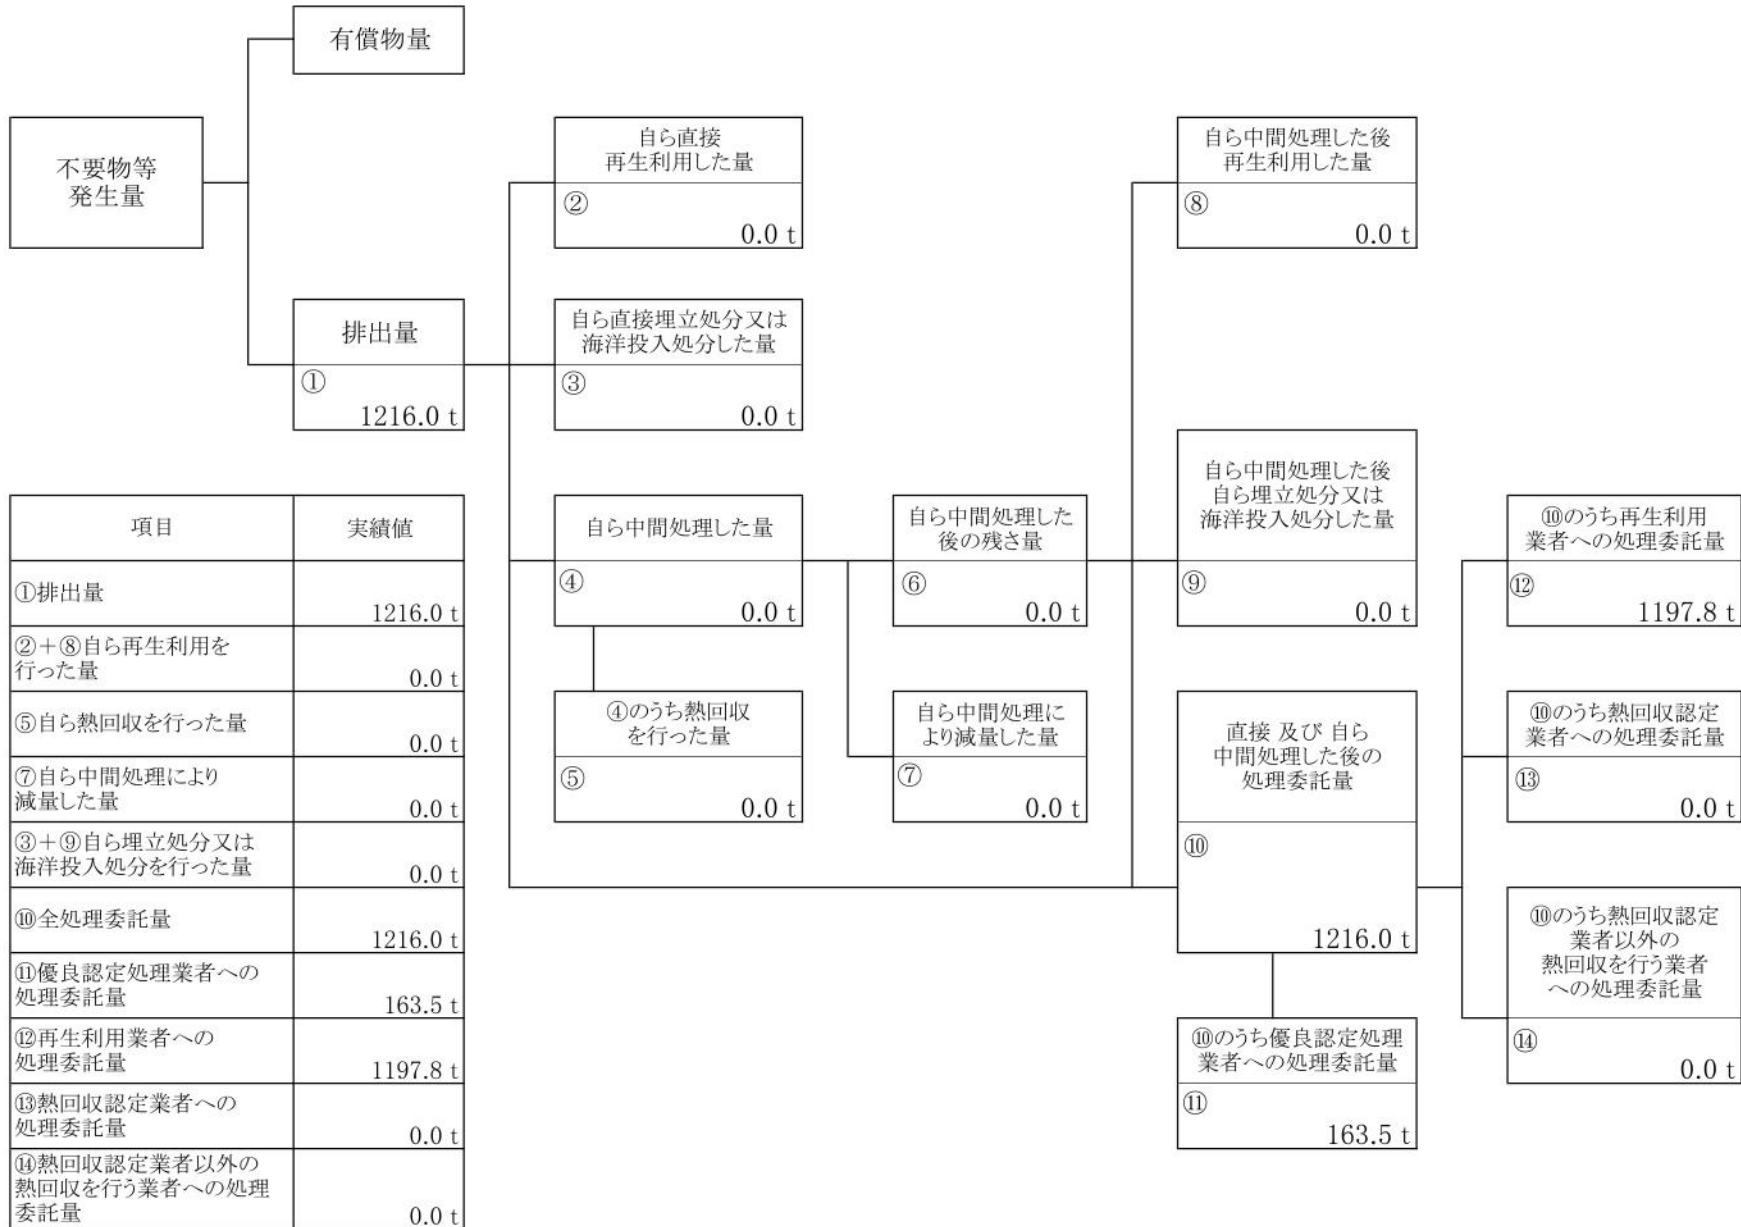 有償物量
不要物等
発生量
自ら直接
再生利用した量
②
0.0 t
自ら中間処理した後
再生利用した量
⑧
0.0 t
排出量
①
1216.0 t
自ら直接埋立処分又は
海洋投入処分した量
③
0.0 t
自ら中間処理した量
④
0.0 t
自ら中間処理した
後の残さ量
⑥
0.0 t
自ら中間処理した後
自ら埋立処分又は
海洋投入処分した量
⑨
0.0 t
⑩のうち再生利用
業者への処理委託量
⑫
1197.8 t
④のうち熱回収
を行った量
⑤
0.0 t
自ら中間処理に
より減量した量
⑦
0.0 t
直接 及び 自ら
中間処理した後の
処理委託量
⑩
1216.0 t
⑩のうち熱回収認定
業者への処理委託量
⑬
0.0 t
⑩のうち熱回収認定
業者以外の
熱回収を行う業者
への処理委託量
⑭
0.0 t
⑩のうち優良認定処理
業者への処理委託量
⑪
163.5 t
項目 実績値
①排出量
1216.0 t
②+⑧自ら再生利用を
行った量
0.0 t
⑤自ら熱回収を行った量
0.0 t
⑦自ら中間処理により
減量した量
0.0 t
③+⑨自ら埋立処分又は
海洋投入処分を行った量
0.0 t
⑩全処理委託量
1216.0 t
⑪優良認定処理業者への
処理委託量
163.5 t
⑫再生利用業者への
処理委託量
1197.8 t
⑬熱回収認定業者への
処理委託量
0.0 t
⑭熱回収認定業者以外の
熱回収を行う業者への処理
委託量
0.0 t